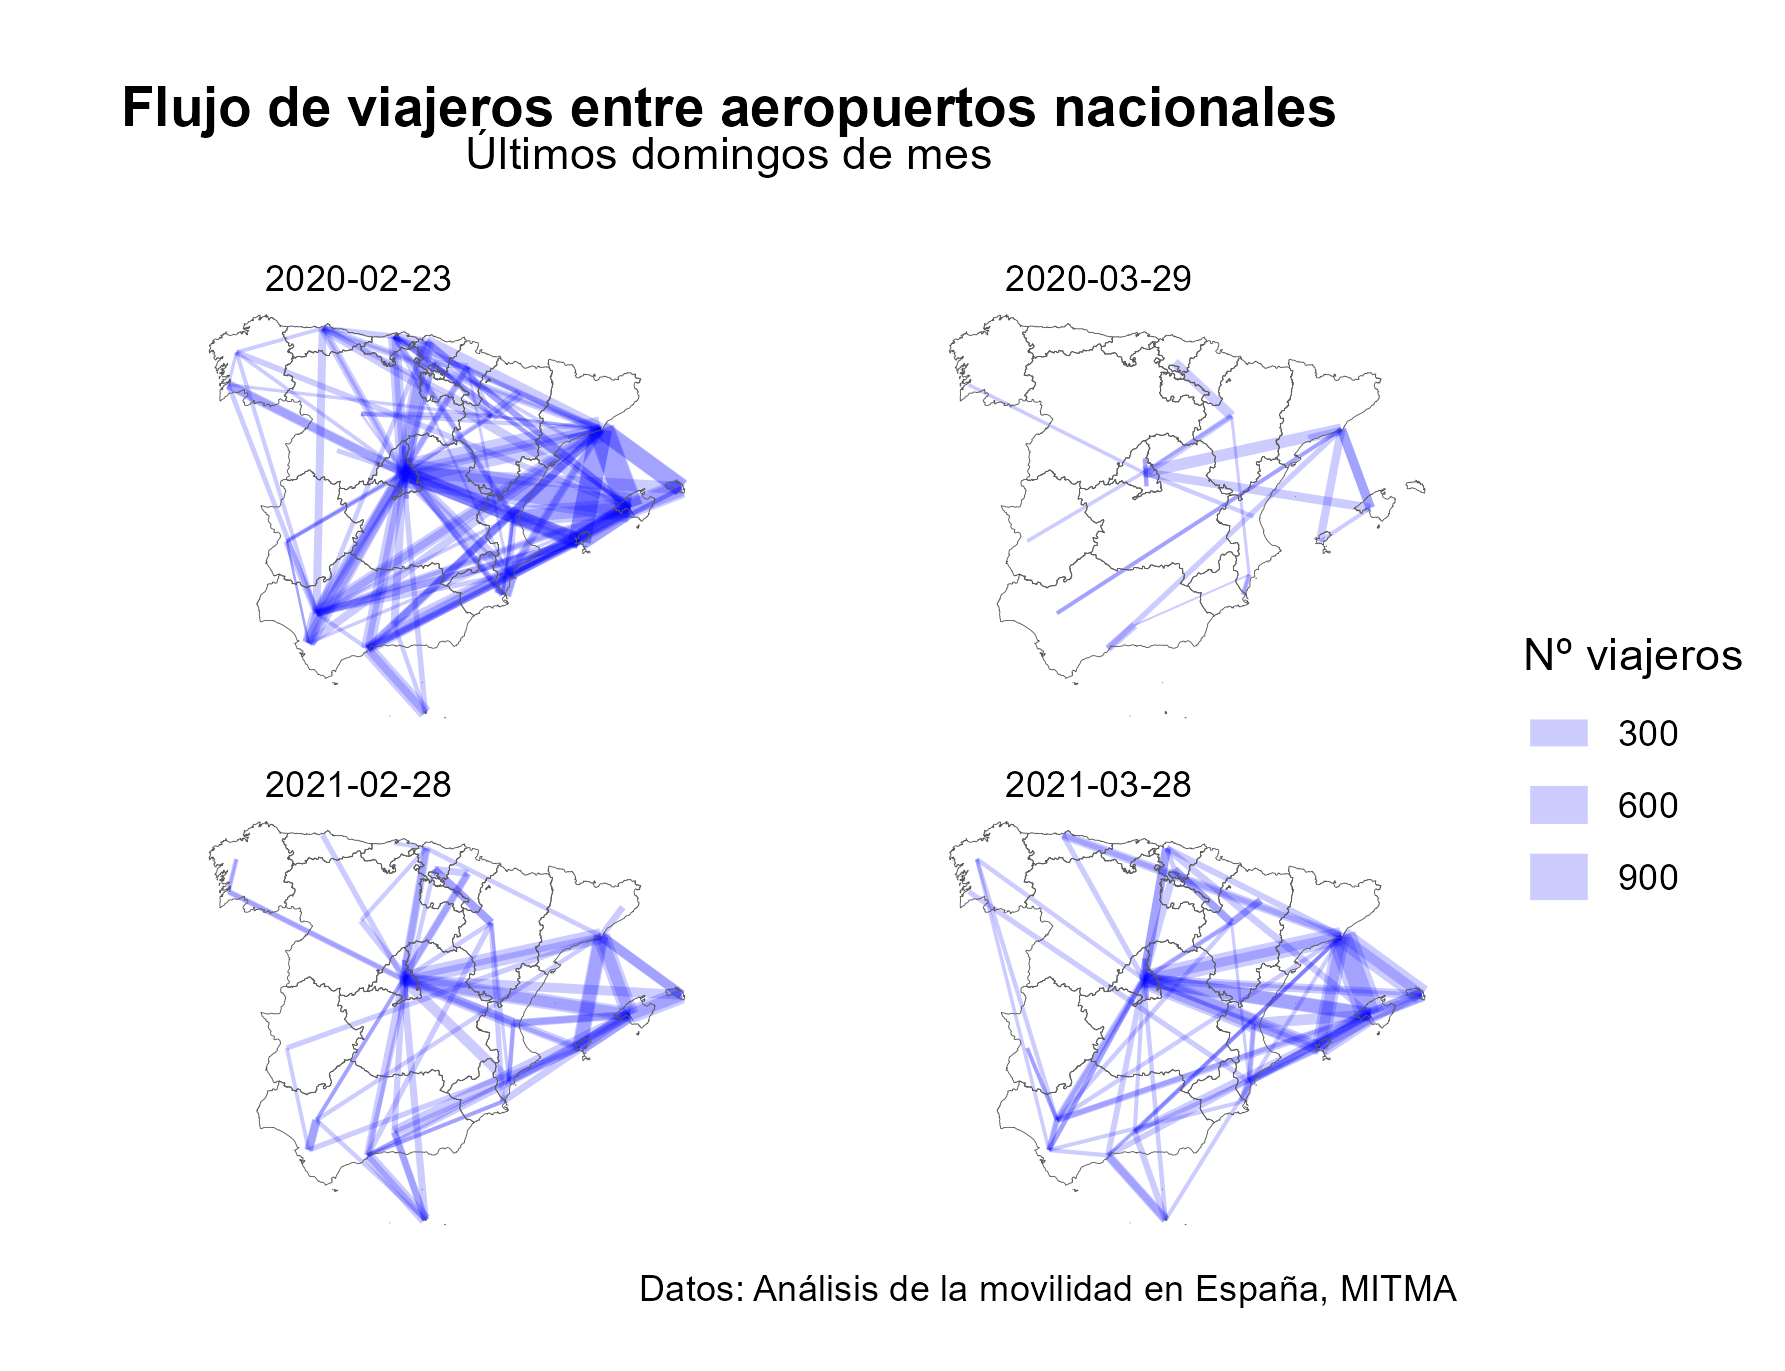 Flujo de viajeros entre aeropuertos nacionales
Últimos domingos de mes
2020-02-23
2020-03-29
2021-02-28
2021-03-28
Nº viajeros
300
600
900
Datos: Análisis de la movilidad en España, MITMA